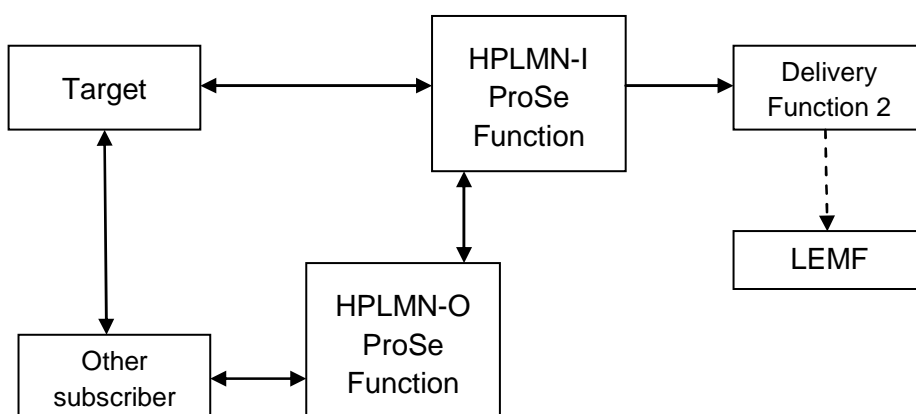 Target
HPLMN-I
ProSe
Function
Delivery
Function 2
LEMF
HPLMN-O
ProSe
Function
Other
subscriber